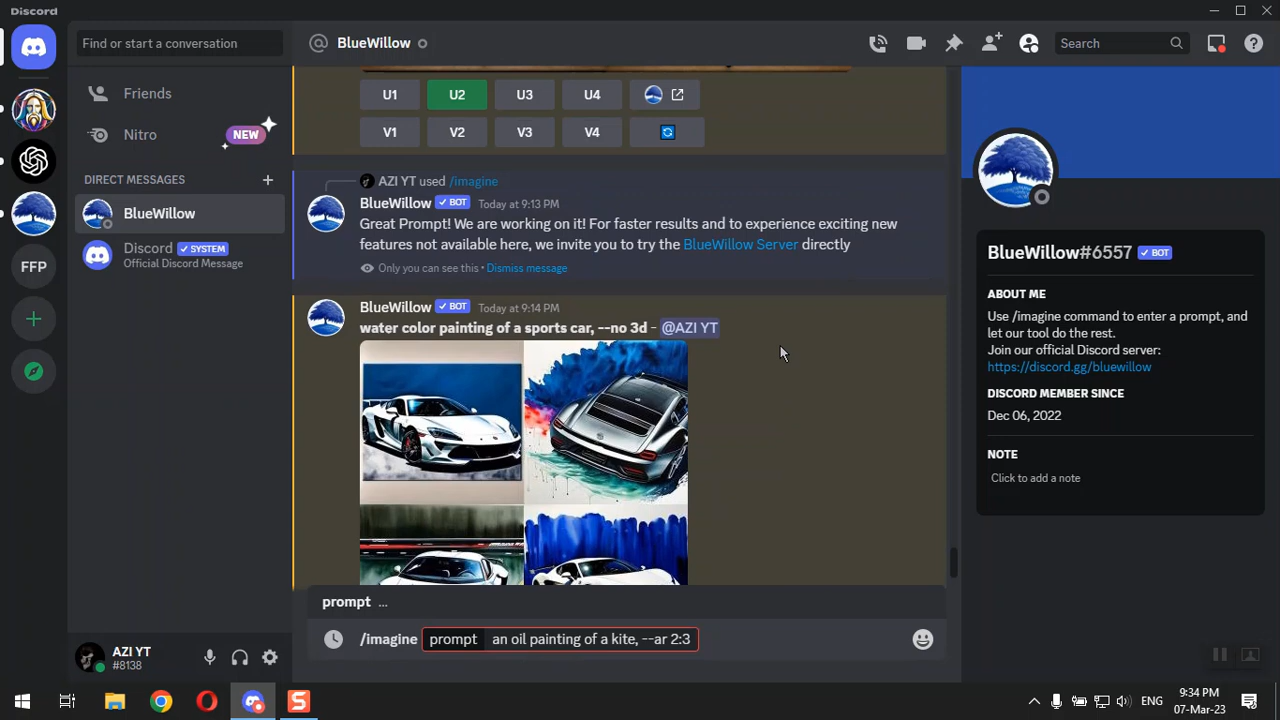 Discord
Find or start a conversation
BlueWillow
Search
Friends
Nitro
NEW
DIRECT MESSAGES
BlueWillow
Discord SYSTEM
Official Discord Message
FFP
U1 U2 U3 U4
V1 V2 V3 V4
AZI YT used /imagine
BlueWillow BOT Today at 9:13 PM
Great Prompt! We are working on it! For faster results and to experience exciting new
features not available here, we invite you to try the BlueWillow Server directly
Only you can see this • Dismiss message
BlueWillow BOT Today at 9:14 PM
water color painting of a sports car, --no 3d - @AZI YT
prompt ...
/imagine prompt an oil painting of a kite, --ar 2:3
BlueWillow#6557 BOT
ABOUT ME
Use /imagine command to enter a prompt, and
let our tool do the rest.
Join our official Discord server:
https://discord.gg/bluewillow
DISCORD MEMBER SINCE
Dec 06, 2022
NOTE
Click to add a note
AZI YT
#8138
ENG
9:34 PM
07-Mar-23